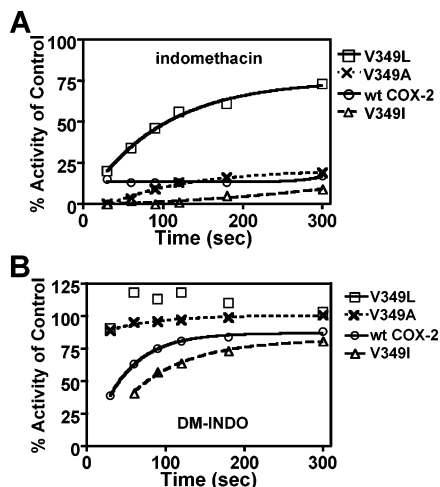 A
indomethacin
% Activity of Control
100
75
50
25
0
0
100
200
300
Time (sec)
V349L
V349A
wt COX-2
V349I
B
DM-INDO
% Activity of Control
125
100
75
50
25
0
0
100
200
300
Time (sec)
V349L
V349A
wt COX-2
V349I